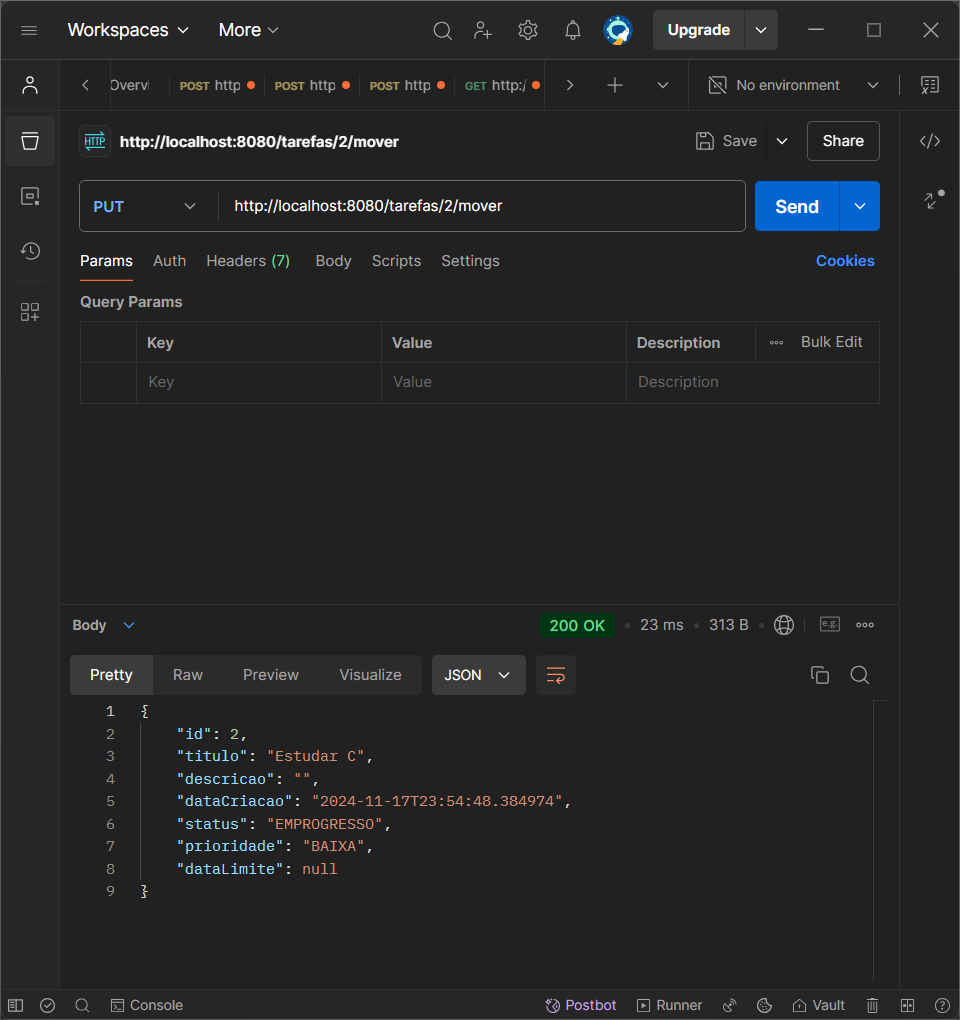 Workspaces More Upgrade
Overvi POST http POST http POST http GET http:/ No environment
HTTP http://localhost:8080/tarefas/2/mover Save Share
PUT http://localhost:8080/tarefas/2/mover Send
Params Auth Headers (7) Body Scripts Settings Cookies
Query Params
Key Value Description Bulk Edit
Key Value Description
Body 200 OK 23 ms 313 B e.g.
Pretty Raw Preview Visualize JSON
1 {
2 "id": 2,
3 "titulo": "Estudar C",
4 "descricao": "",
5 "dataCriacao": "2024-11-17T23:54:48.384974",
6 "status": "EMPROGRESSO",
7 "prioridade": "BAIXA",
8 "dataLimite": null
9 }
Console Postbot Runner Vault